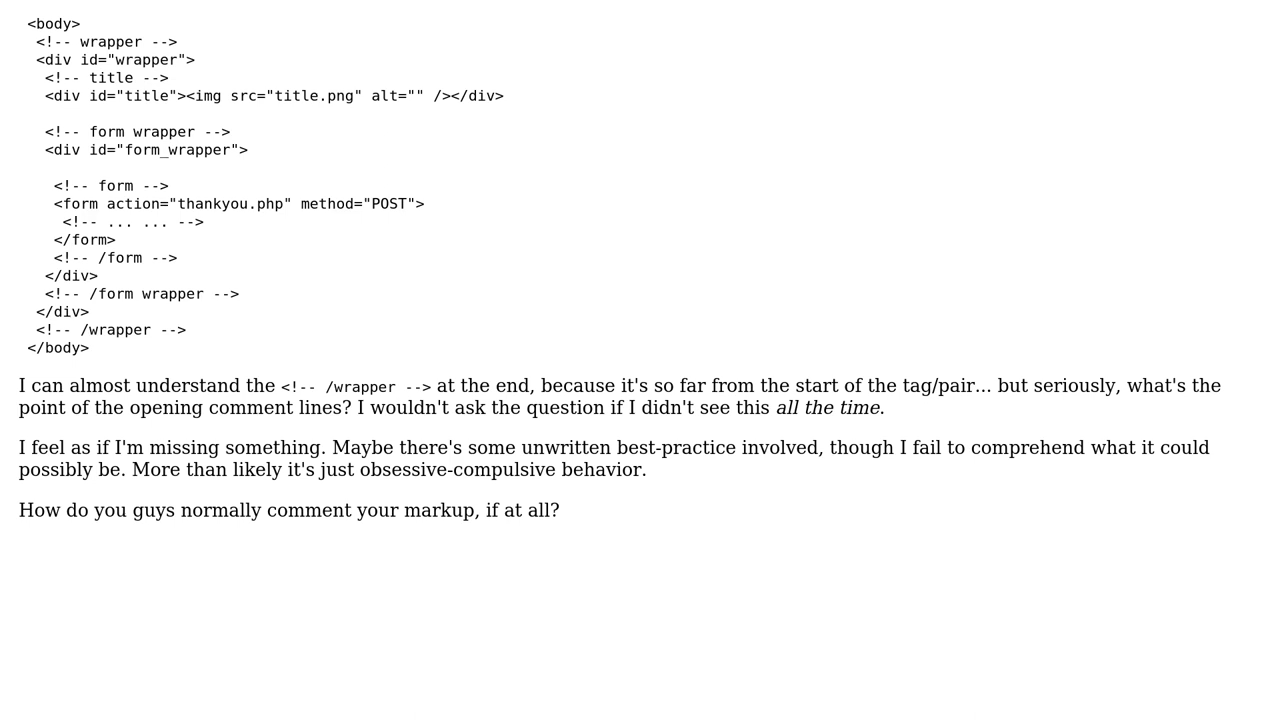 <body>
<!-- wrapper -->
<div id="wrapper">
<!-- title -->
<div id="title"><img src="title.png" alt="" /></div>
<!-- form wrapper -->
<div id="form_wrapper">
<!-- form -->
<form action="thankyou.php" method="POST">
<!-- ... ... -->
</form>
<!-- /form -->
</div>
<!-- /form wrapper -->
</div>
<!-- /wrapper -->
</body>
I can almost understand the <!-- /wrapper --> at the end, because it's so far from the start of the tag/pair... but seriously, what's the
point of the opening comment lines? I wouldn't ask the question if I didn't see this all the time.
I feel as if I'm missing something. Maybe there's some unwritten best-practice involved, though I fail to comprehend what it could
possibly be. More than likely it's just obsessive-compulsive behavior.
How do you guys normally comment your markup, if at all?